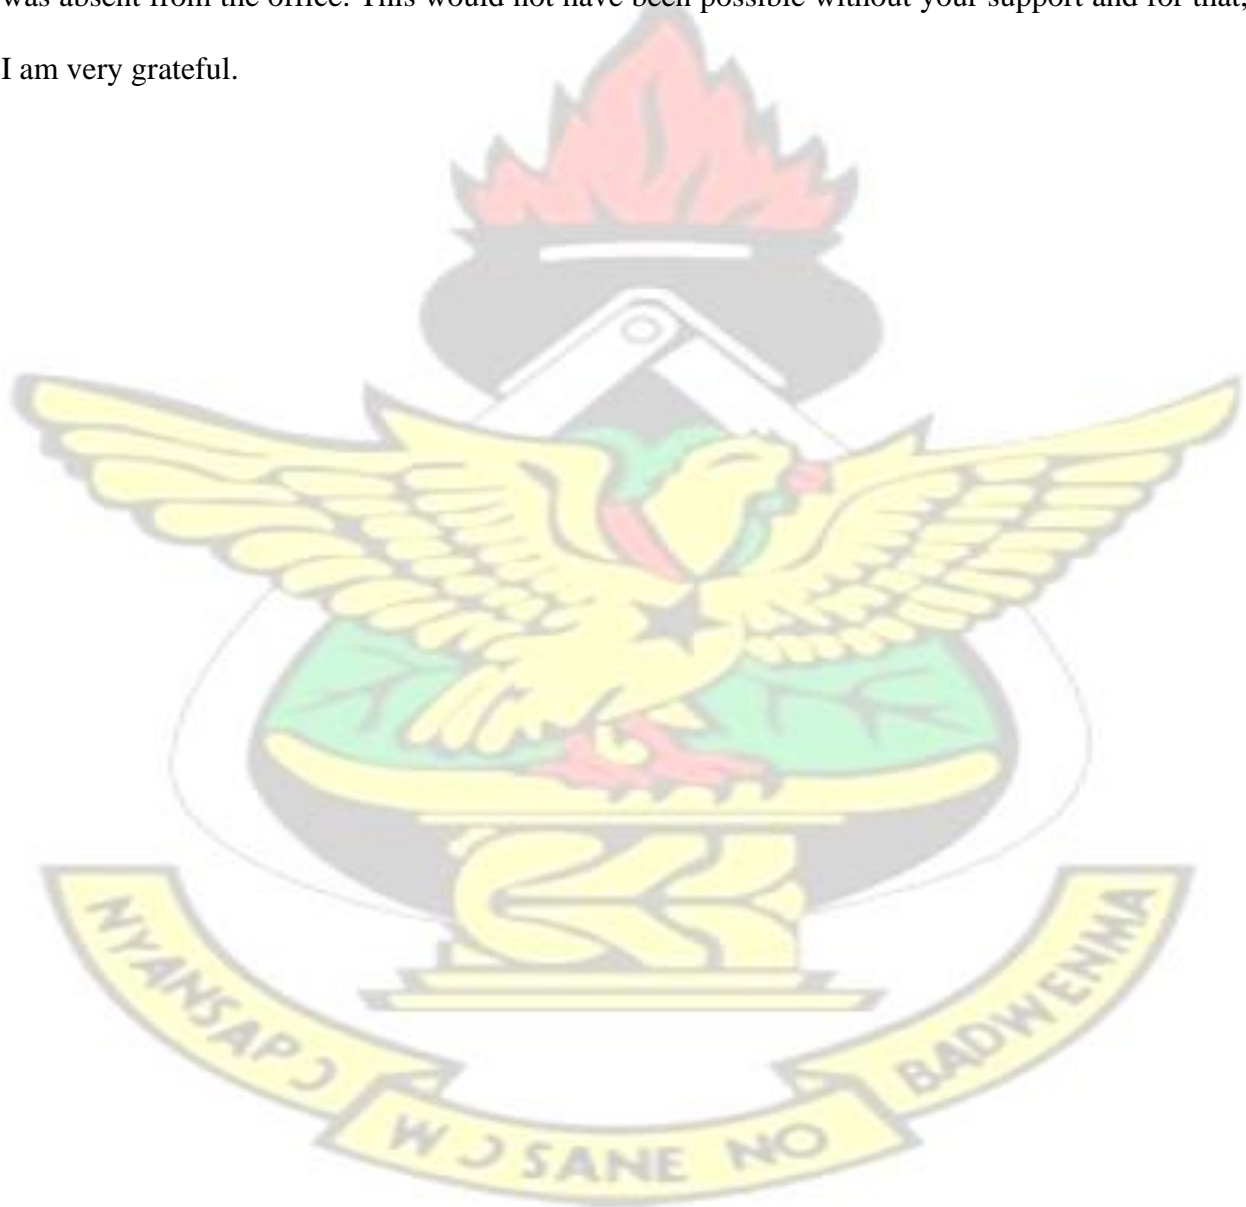 was absent from the office. This would not have been possible without your support and for that,
I am very grateful.
NYANSAPƆ
WƆSANE NO
BADWENMA